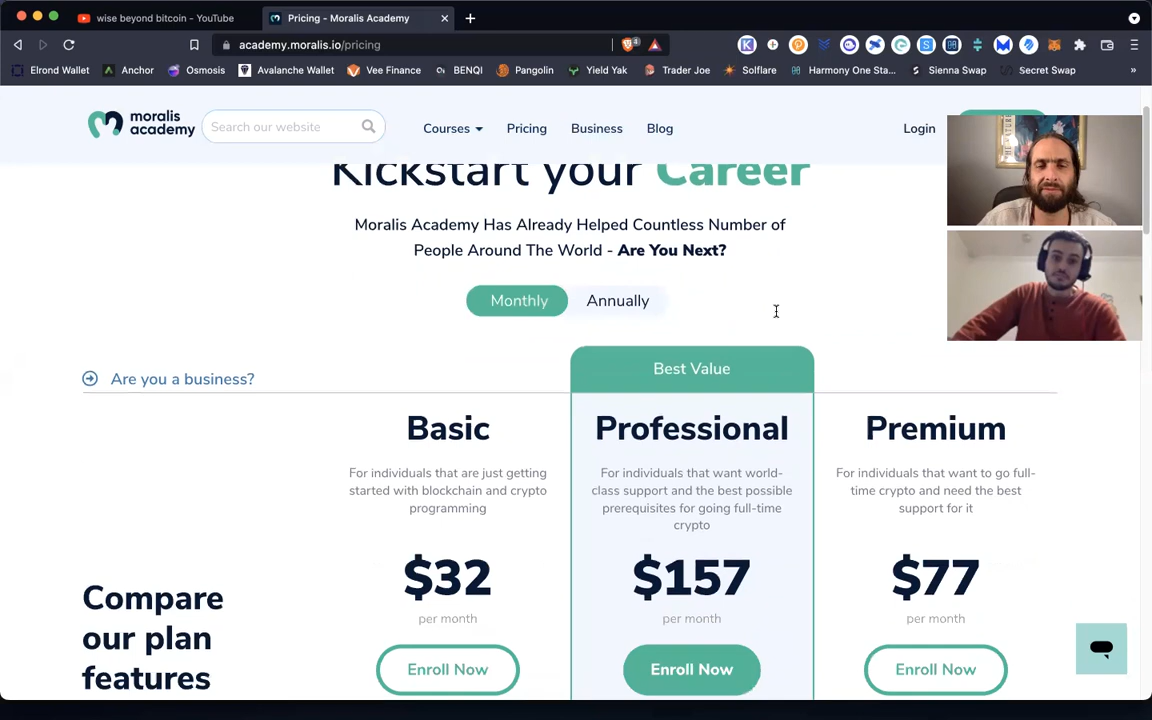 wise beyond bitcoin - YouTube
Pricing - Moralis Academy
academy.moralis.io/pricing
Elrond Wallet
Anchor
Osmosis
Avalanche Wallet
Vee Finance
BENQI
Pangolin
Yield Yak
Trader Joe
Solflare
Harmony One Sta...
Sienna Swap
Secret Swap
»
moralis
academy
Search our website
Courses
Pricing
Business
Blog
Login
Kickstart your Career
Moralis Academy Has Already Helped Countless Number of
People Around The World - Are You Next?
Monthly
Annually
Are you a business?
Best Value
Basic
Professional
Premium
For individuals that are just getting
started with blockchain and crypto
programming
For individuals that want world-
class support and the best possible
prerequisites for going full-time
crypto
For individuals that want to go full-
time crypto and need the best
support for it
$32
per month
$157
per month
$77
per month
Compare
our plan
features
Enroll Now
Enroll Now
Enroll Now